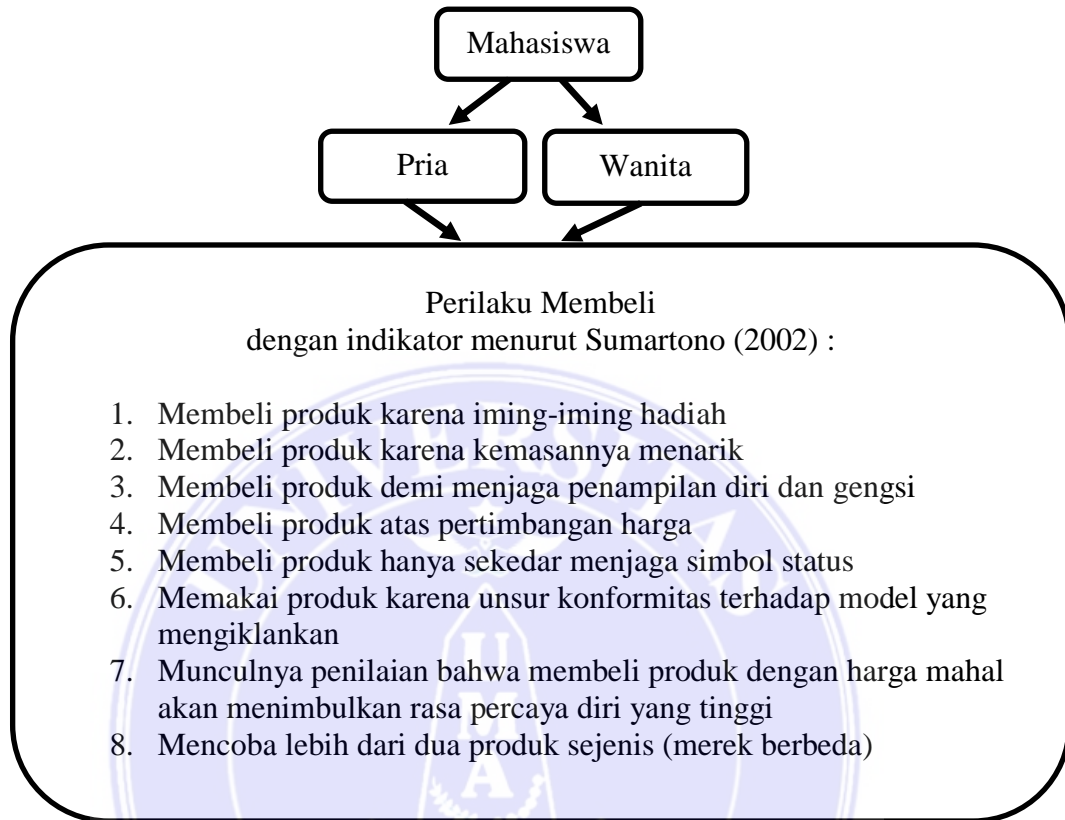 Mahasiswa
Pria
Wanita
Perilaku Membeli
dengan indikator menurut Sumartono (2002) :
1. Membeli produk karena iming-iming hadiah
2. Membeli produk karena kemasannya menarik
3. Membeli produk demi menjaga penampilan diri dan gengsi
4. Membeli produk atas pertimbangan harga
5. Membeli produk hanya sekedar menjaga simbol status
6. Memakai produk karena unsur konformitas terhadap model yang
mengiklankan
7. Munculnya penilaian bahwa membeli produk dengan harga mahal
akan menimbulkan rasa percaya diri yang tinggi
8. Mencoba lebih dari dua produk sejenis (merek berbeda)
UNIVERSITAS
UMA